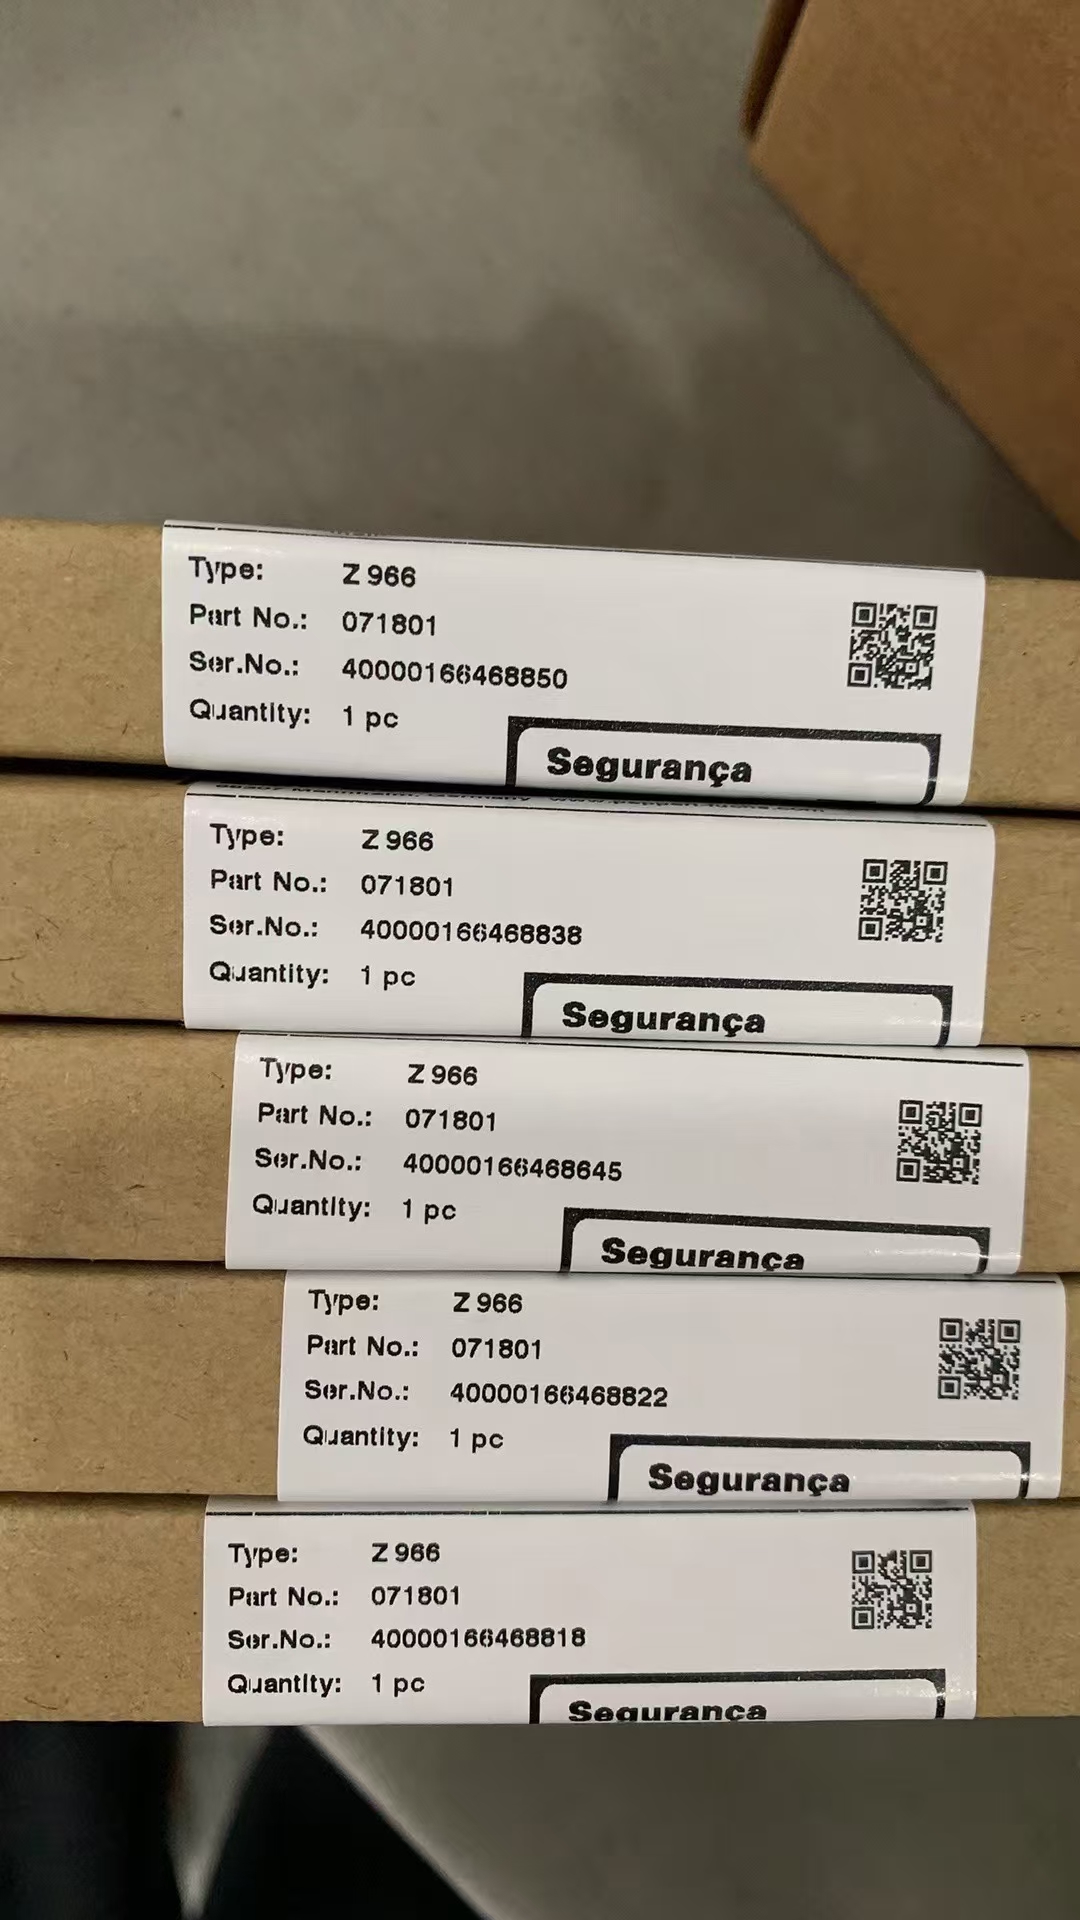 Type: Z 966
Part No.: 071801
Ser.No.: 40000166468850
Quantity: 1 pc
Segurança
Type: Z 966
Part No.: 071801
Ser.No.: 40000166468838
Quantity: 1 pc
Segurança
Type: Z 966
Part No.: 071801
Ser.No.: 40000166468645
Quantity: 1 pc
Segurança
Type: Z 966
Part No.: 071801
Ser.No.: 40000166468822
Quantity: 1 pc
Segurança
Type: Z 966
Part No.: 071801
Ser.No.: 40000166468818
Quantity: 1 pc
Segurança